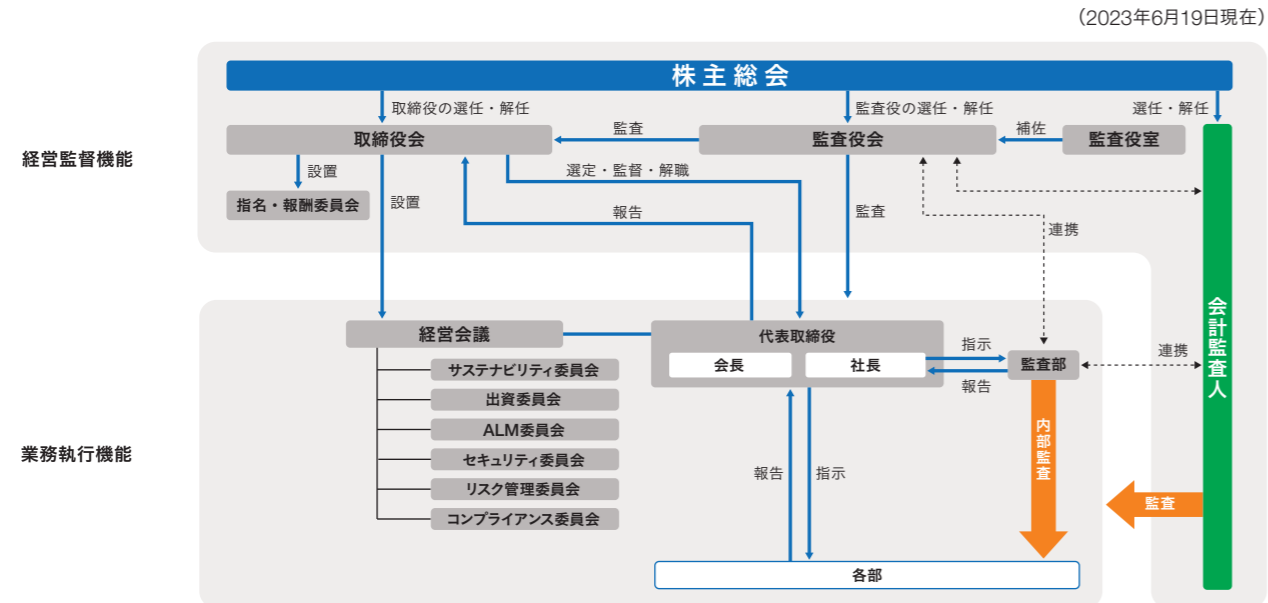 （2023年6月19日現在）
株主総会
取締役の選任・解任
監査役の選任・解任
選任・解任
取締役会
監査
監査役会
補佐
監査役室
経営監督機能
設置
選定・監督・解職
指名・報酬委員会
設置
報告
監査
連携
会計監査人
経営会議
代表取締役
会長
社長
指示
報告
監査部
連携
サステナビリティ委員会
出資委員会
ALM委員会
セキュリティ委員会
リスク管理委員会
コンプライアンス委員会
業務執行機能
報告
指示
内部監査
監査
各部